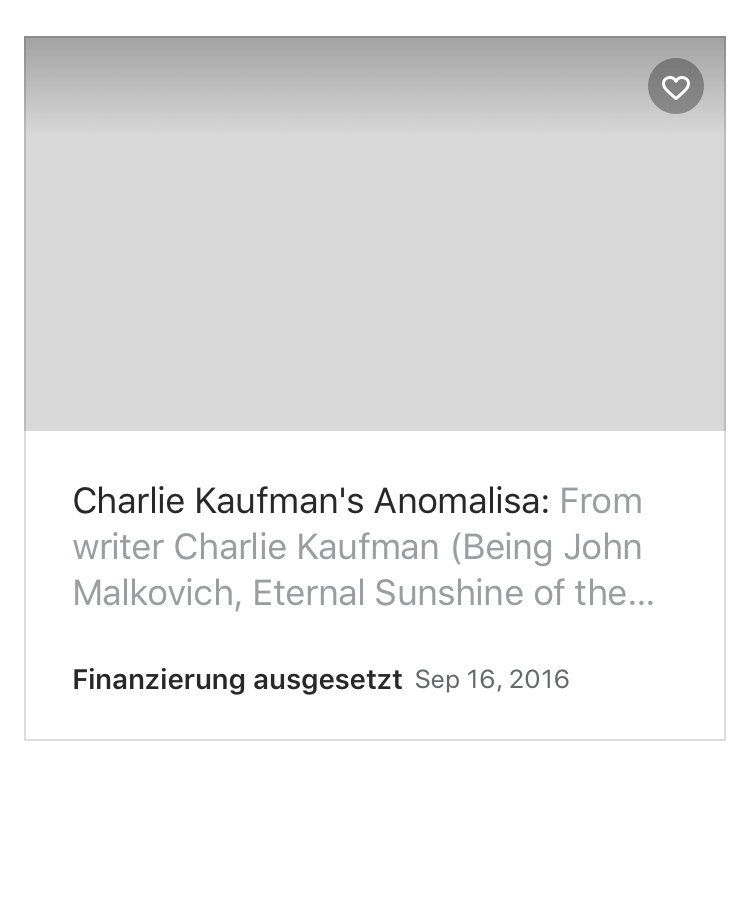 Charlie Kaufman's Anomalisa: From
writer Charlie Kaufman (Being John
Malkovich, Eternal Sunshine of the...
Finanzierung ausgesetzt Sep 16, 2016